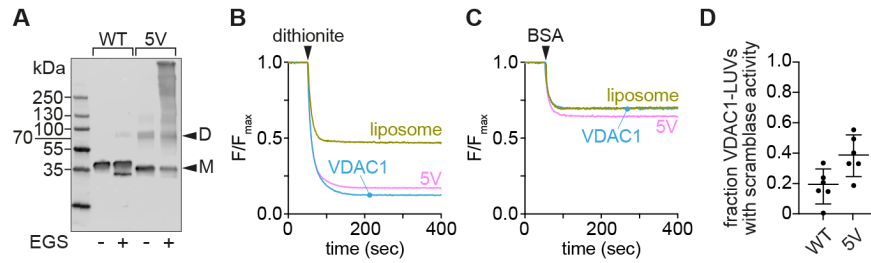 A
WT 5V
kDa
250
130
100
70
55
35
D
M
EGS - + - +
B
dithionite
1.0
0.5
0.0
F/Fmax
liposome
VDAC1
5V
0 200 400
time (sec)
C
BSA
1.0
0.5
0.0
F/Fmax
liposome
VDAC1
5V
0 200 400
time (sec)
D
fraction VDAC1-LUVs
with scramblase activity
1.0
0.8
0.6
0.4
0.2
0
WT 5V